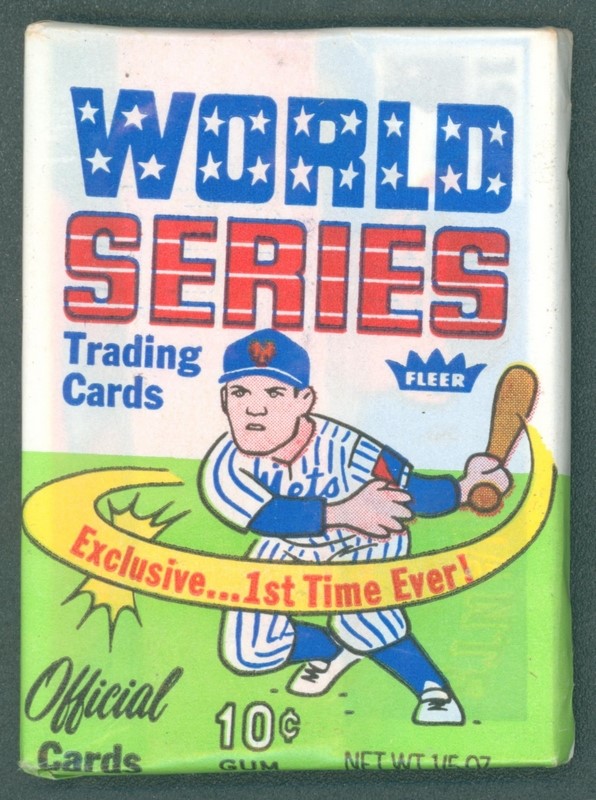 WORLD
SERIES
Trading
Cards
FLEER
Mets
Exclusive...1st Time Ever!
Official
Cards
10¢
GUM
NET WT. 1/5 OZ